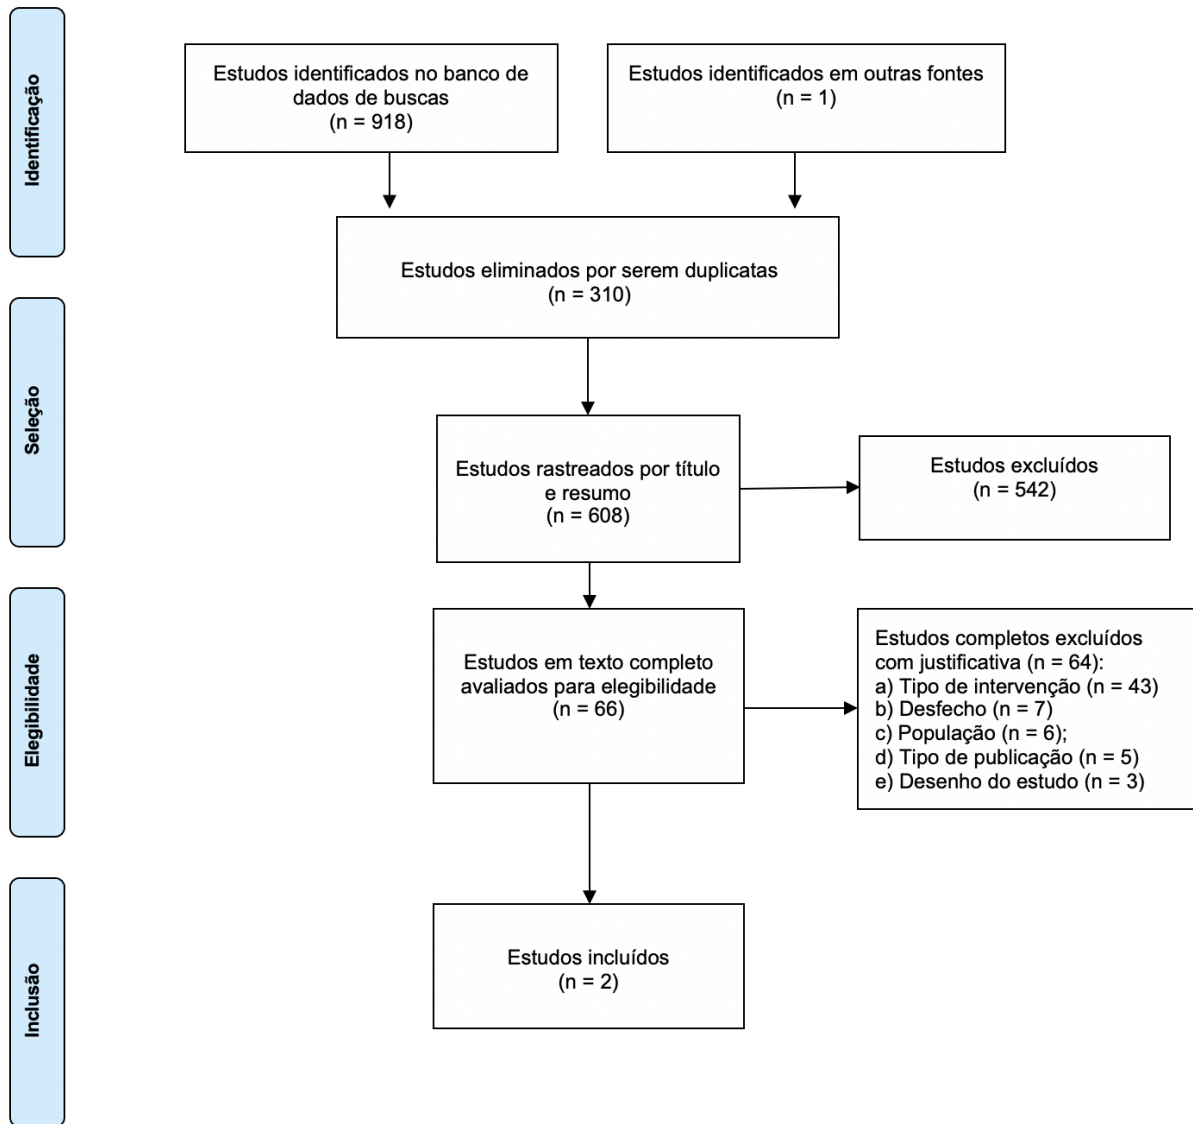 Identificação
Estudos identificados no banco de
dados de buscas
(n = 918)
Estudos identificados em outras fontes
(n = 1)
Estudos eliminados por serem duplicatas
(n = 310)
Seleção
Estudos rastreados por título
e resumo
(n = 608)
Estudos excluídos
(n = 542)
Elegibilidade
Estudos em texto completo
avaliados para elegibilidade
(n = 66)
Estudos completos excluídos
com justificativa (n = 64):
a) Tipo de intervenção (n = 43)
b) Desfecho (n = 7)
c) População (n = 6);
d) Tipo de publicação (n = 5)
e) Desenho do estudo (n = 3)
Inclusão
Estudos incluídos
(n = 2)